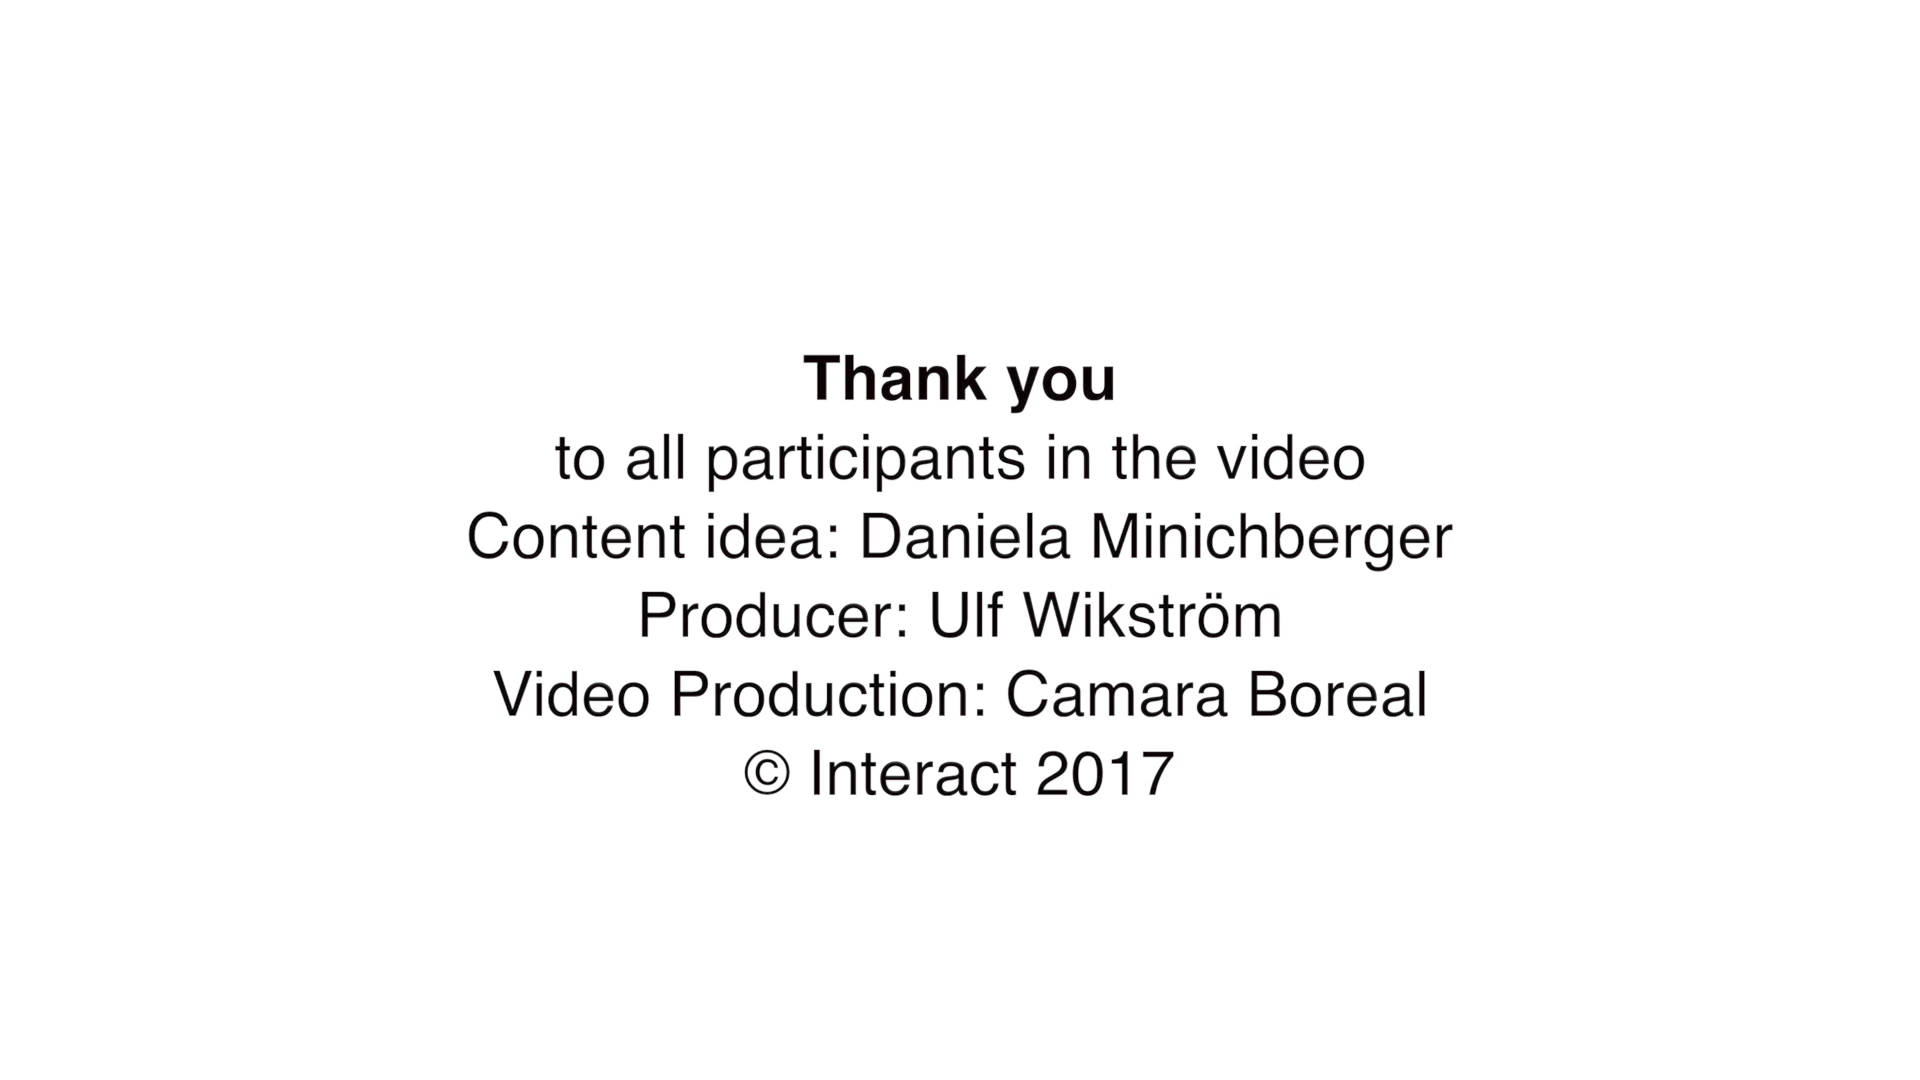 Thank you
to all participants in the video
Content idea: Daniela Minichberger
Producer: Ulf Wikström
Video Production: Camara Boreal
© Interact 2017